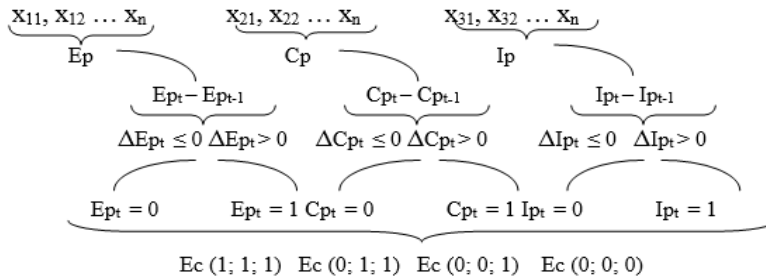 x₁₁, x₁₂ … xₙ x₂₁, x₂₂ … xₙ x₃₁, x₃₂ … xₙ
Ep Cp Ip
Epₜ – Epₜ₋₁ Cpₜ – Cpₜ₋₁ Ipₜ – Ipₜ₋₁
ΔEpₜ ≤ 0 ΔEpₜ > 0 ΔCpₜ ≤ 0 ΔCpₜ > 0 ΔIpₜ ≤ 0 ΔIpₜ > 0
Epₜ = 0 Epₜ = 1 Cpₜ = 0 Cpₜ = 1 Ipₜ = 0 Ipₜ = 1
Ec (1; 1; 1) Ec (0; 1; 1) Ec (0; 0; 1) Ec (0; 0; 0)